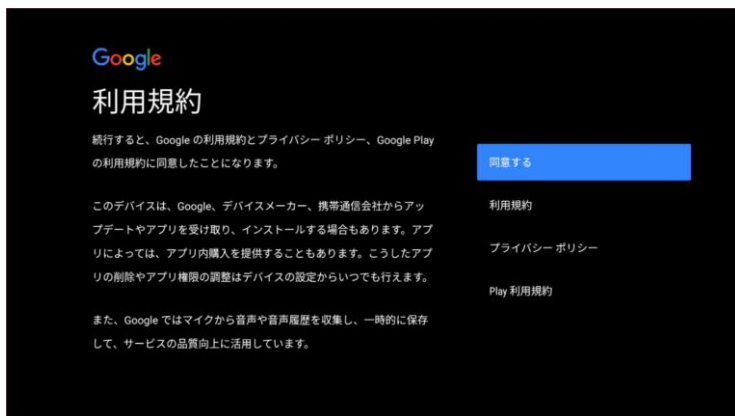 Google
利用規約
続行すると、Google の利用規約とプライバシー ポリシー、Google Play
の利用規約に同意したことになります。
このデバイスは、Google、デバイスメーカー、携帯通信会社からアッ
プデートやアプリを受け取り、インストールする場合もあります。アプ
リによっては、アプリ内購入を提供することもあります。こうしたアプ
リの削除やアプリ権限の調整はデバイスの設定からいつでも行えます。
また、Google ではマイクから音声や音声履歴を収集し、一時的に保存
して、サービスの品質向上に活用しています。
同意する
利用規約
プライバシー ポリシー
Play 利用規約